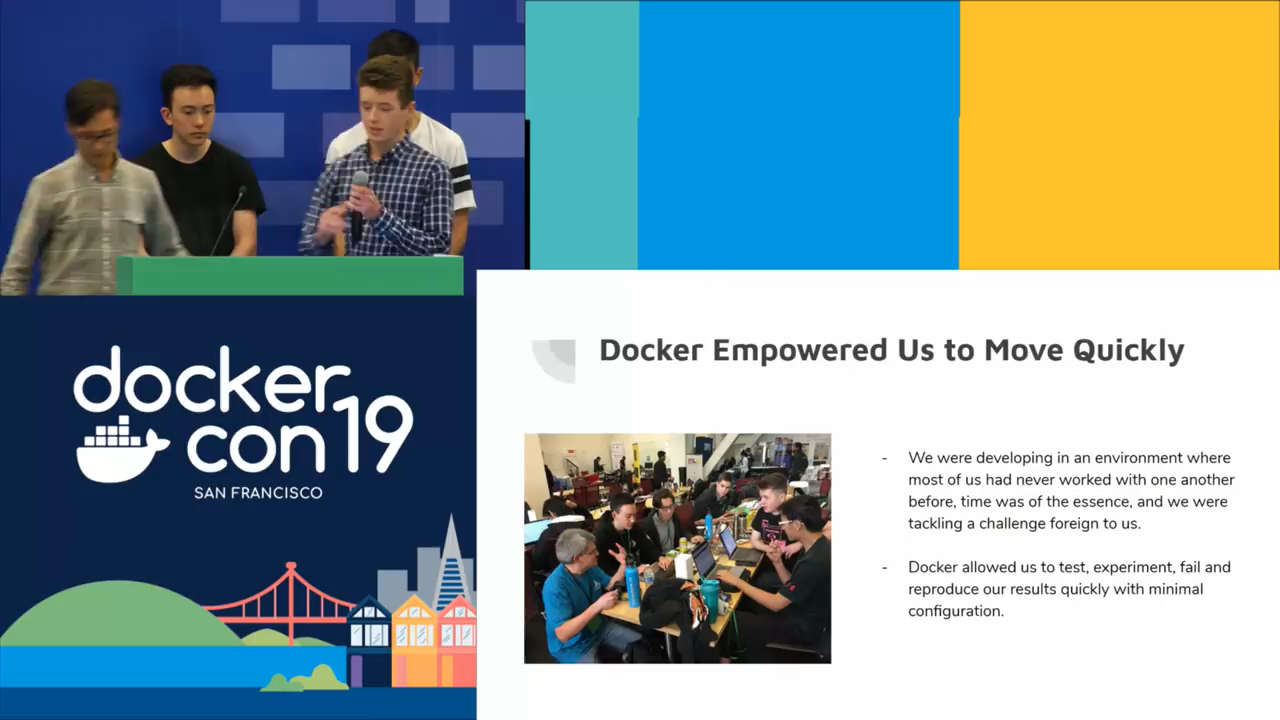 docker
con 19
SAN FRANCISCO
Docker Empowered Us to Move Quickly
- We were developing in an environment where
most of us had never worked with one another
before, time was of the essence, and we were
tackling a challenge foreign to us.
- Docker allowed us to test, experiment, fail and
reproduce our results quickly with minimal
configuration.